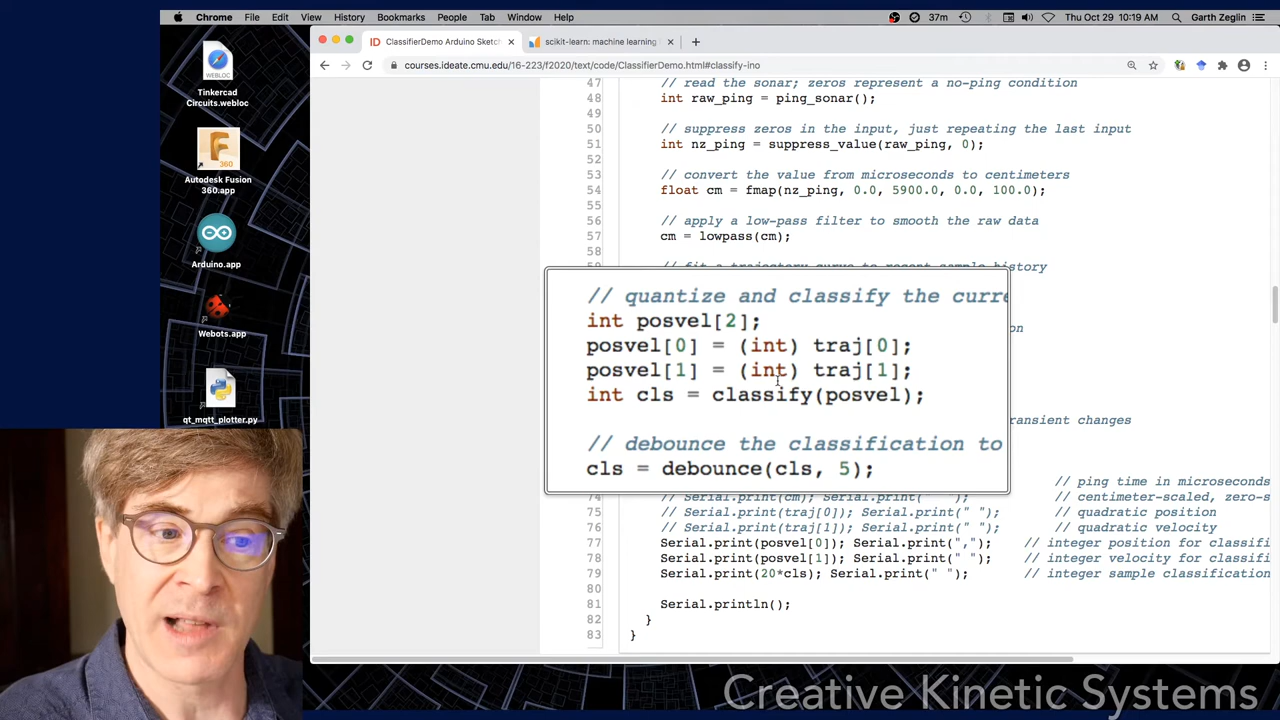 Chrome File Edit View History Bookmarks People Tab Window Help 37m Thu Oct 29 10:19 AM Garth Zeglin
ClassifierDemo Arduino Sketch
scikit-learn: machine learning
courses.ideate.cmu.edu/16-223/f2020/text/code/ClassifierDemo.html#classify-ino
WEBLOC
Tinkercad
Circuits.webloc
F
360
Autodesk Fusion
360.app
Arduino.app
Webots.app
qt_mqtt_plotter.py
47 // read the sonar; zeros represent a no-ping condition
48 int raw_ping = ping_sonar();
49
50 // suppress zeros in the input, just repeating the last input
51 int nz_ping = suppress_value(raw_ping, 0);
52
53 // convert the value from microseconds to centimeters
54 float cm = fmap(nz_ping, 0.0, 5900.0, 0.0, 100.0);
55
56 // apply a low-pass filter to smooth the raw data
57 cm = lowpass(cm);
58
// fit a trajectory curve to recent sample history
// quantize and classify the
int posvel[2];
posvel[0] = (int) traj[0];
posvel[1] = (int) traj[1];
int cls = classify(posvel);
// debounce the classification to
transient changes
cls = debounce(cls, 5);
// ping time in microseconds
74 // Serial.print(cm); Serial.print(" "); // centimeter-scaled,
75 // Serial.print(traj[0]); Serial.print(" "); // quadratic position
76 // Serial.print(traj[1]); Serial.print(" "); // quadratic velocity
77 Serial.print(posvel[0]); Serial.print(","); // integer position for
78 Serial.print(posvel[1]); Serial.print(" "); // integer velocity for
79 Serial.print(20*cls); Serial.print(" "); // integer sample classification
80
81 Serial.println();
82 }
83 }
Creative Kinetic Systems